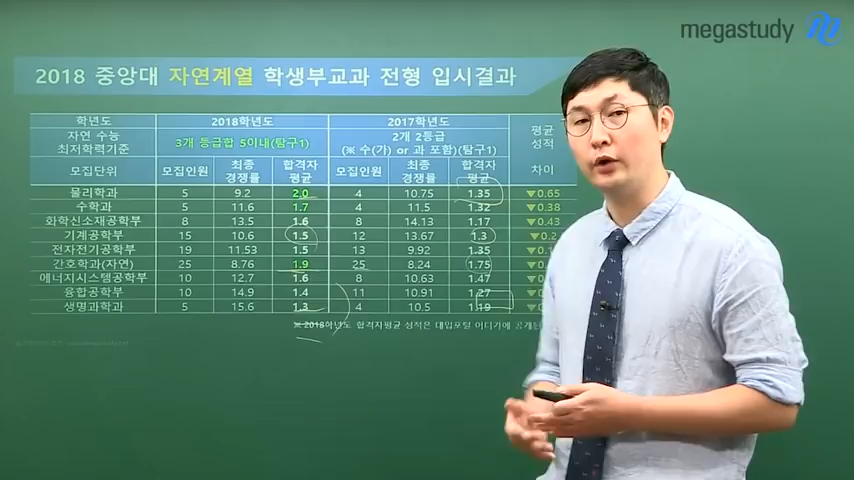 megastudy
2018 중앙대 자연계열 학생부교과 전형 입시결과
학년도 2018학년도 2017학년도 평균 성적 차이
자연 수능 최저학력기준 3개 등급합 5이내(탐구1) 2개 2등급 (※ 수(가) or 과 포함)(탐구1)
모집단위 모집인원 최종 경쟁률 합격자 평균 모집인원 최종 경쟁률 합격자 평균
물리학과 5 9.2 2.0 4 10.75 1.35 ▼0.65
수학과 5 11.6 1.7 4 11.5 1.32 ▼0.38
화학신소재공학부 8 13.5 1.6 8 14.13 1.17 ▼0.43
기계공학부 15 10.6 1.5 12 13.67 1.3 ▼0.2
전자전기공학부 19 11.53 1.5 13 9.92 1.35 ▼0.
간호학과(자연) 25 8.76 1.9 25 8.24 1.75 ▼0.
에너지시스템공학부 10 12.7 1.6 8 10.63 1.47 ▼0.
융합공학부 10 14.9 1.4 11 10.91 1.27 ▼0.
생명과학과 5 15.6 1.3 4 10.5 1.19 ▼0.
※ 2018학년도 합격자평균 성적은 대입포털 어디가에 공개된